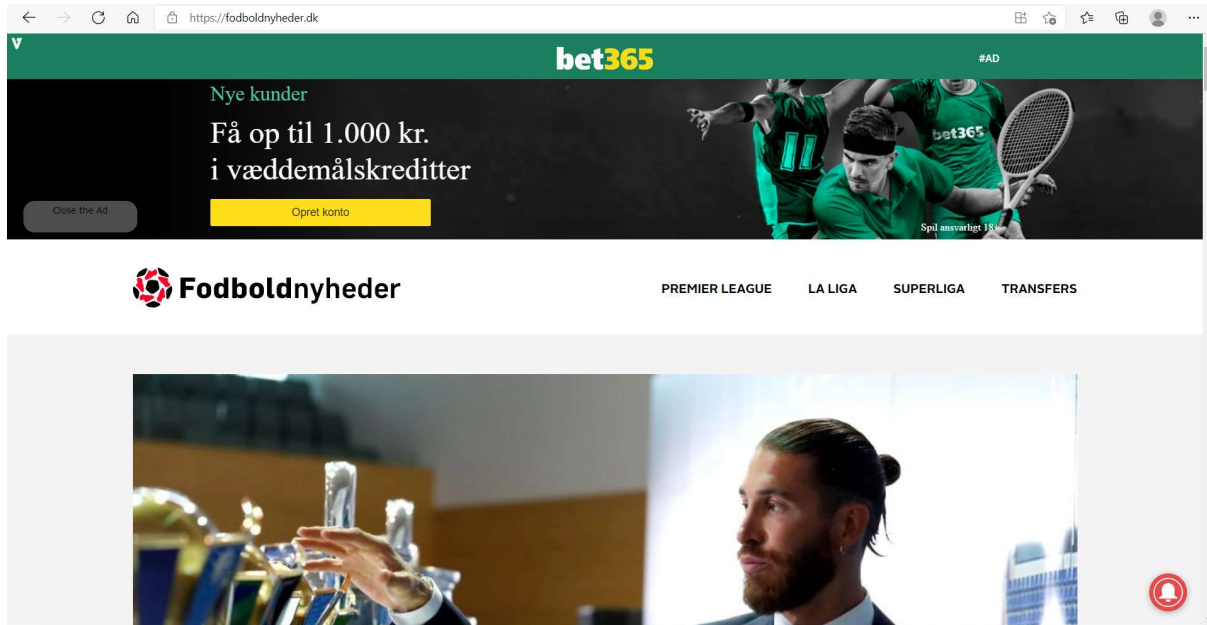 https://fodboldnyheder.dk
V
bet365
#AD
Nye kunder
Få op til 1.000 kr.
i væddemålskreditter
Opret konto
Close the Ad
11
bet365
Spil ansvarligt 18+
Fodboldnyheder
PREMIER LEAGUE LA LIGA SUPERLIGA TRANSFERS